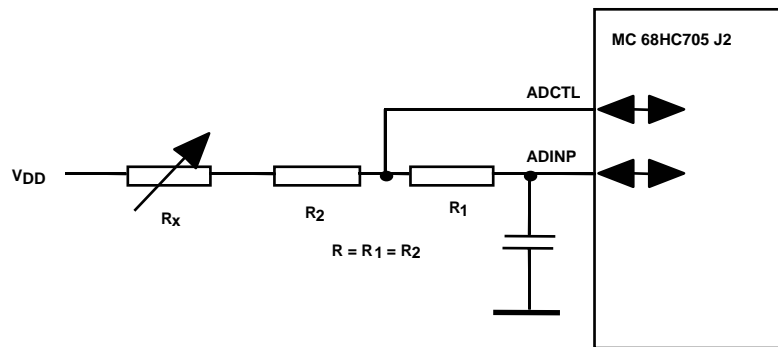 MC 68HC705 J2
ADCTL
ADINP
VDD
Rx
R2
R1
R = R1 = R2